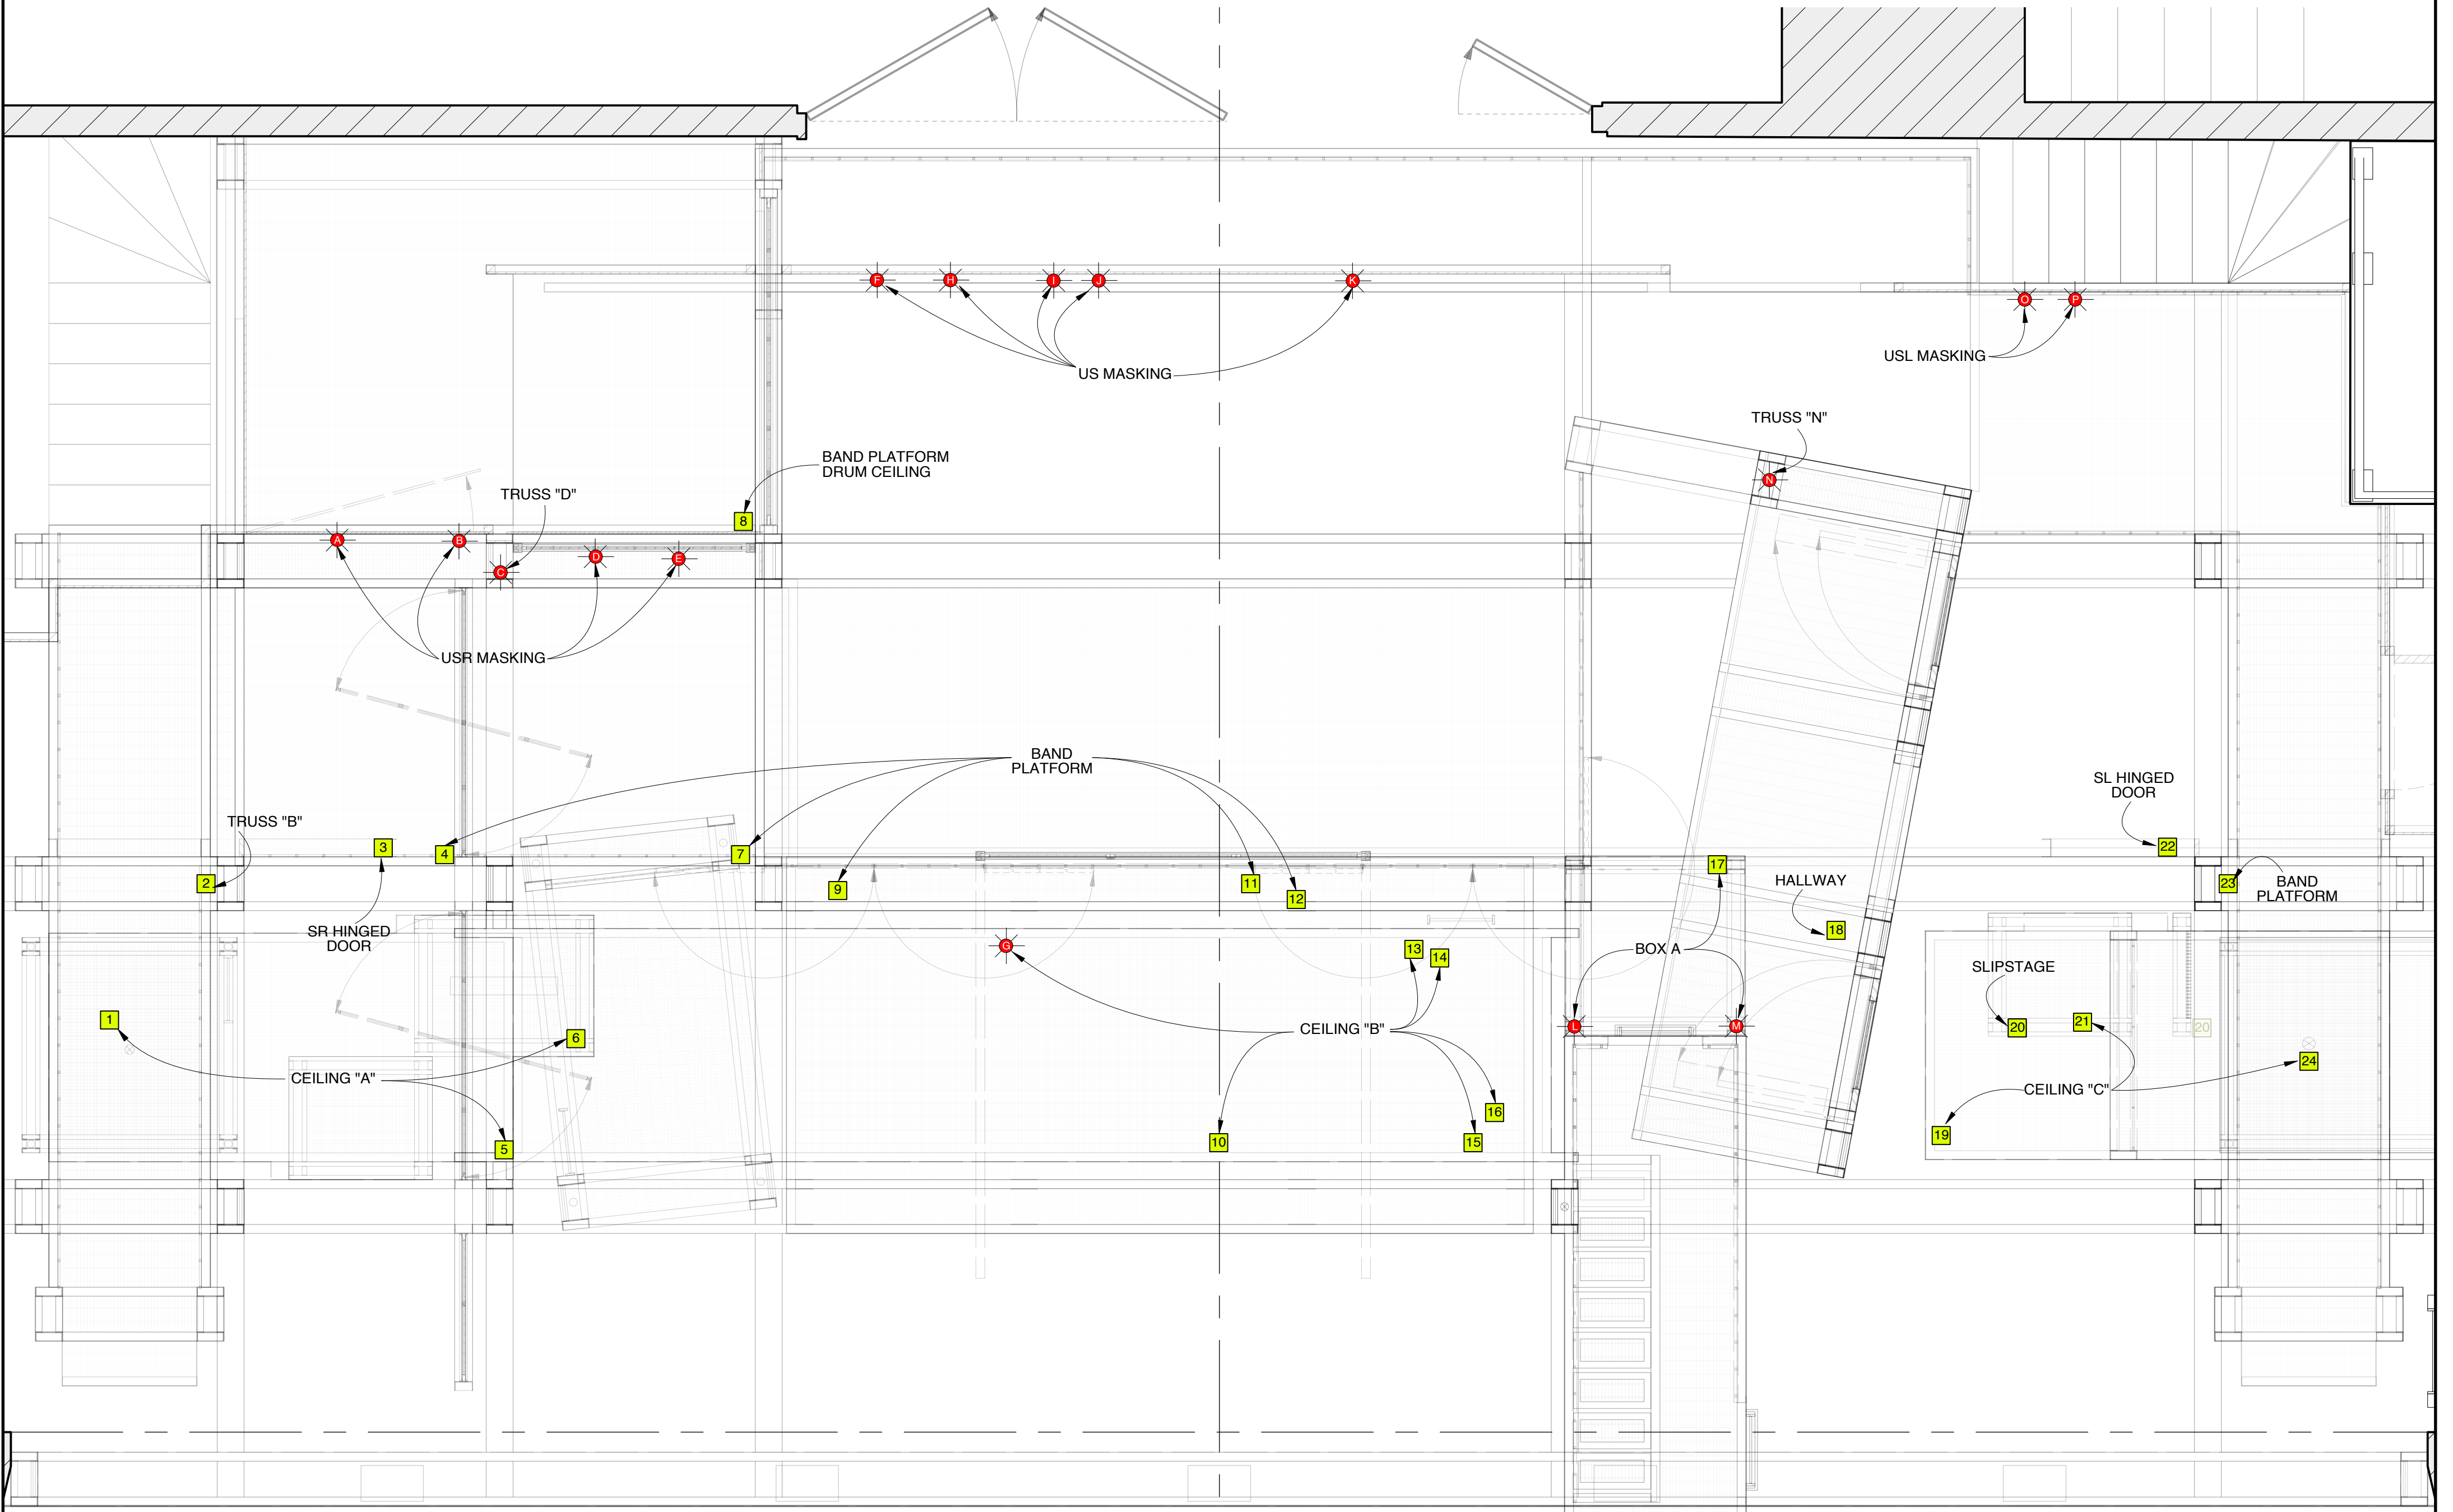 F
H
I
J
K
O
P
USL MASKING
US MASKING
TRUSS "N"
BAND PLATFORM
DRUM CEILING
N
TRUSS "D"
8
A
B
D
E
C
USR MASKING
BAND
PLATFORM
SL HINGED
DOOR
TRUSS "B"
3
4
7
22
17
2
9
11
12
HALLWAY
23
BAND
PLATFORM
SR HINGED
DOOR
18
G
13
14
BOX A
SLIPSTAGE
1
CEILING "B"
L
M
20
21
20
6
24
CEILING "A"
CEILING "C"
16
5
10
15
19